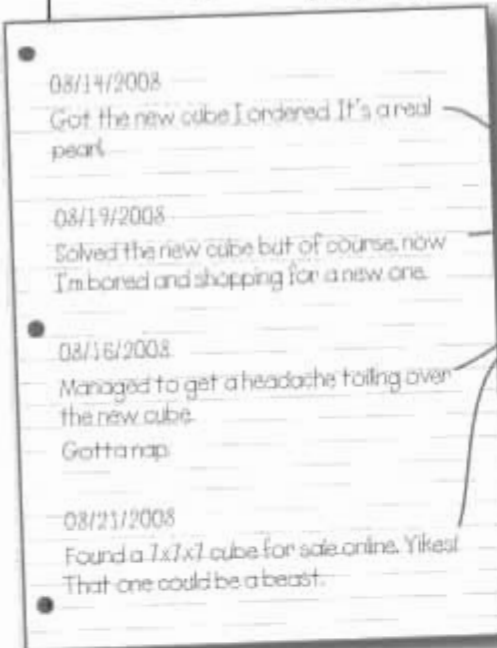 08/14/2008
Got the new cube I ordered. It's a real
pearl.
08/19/2008
Solved the new cube but of course, now
I'm bored and shopping for a new one.
08/16/2008
Managed to get a headache toiling over
the new cube.
Gotta nap.
08/21/2008
Found a 7x7x7 cube for sale online. Yikes!
That one could be a beast.